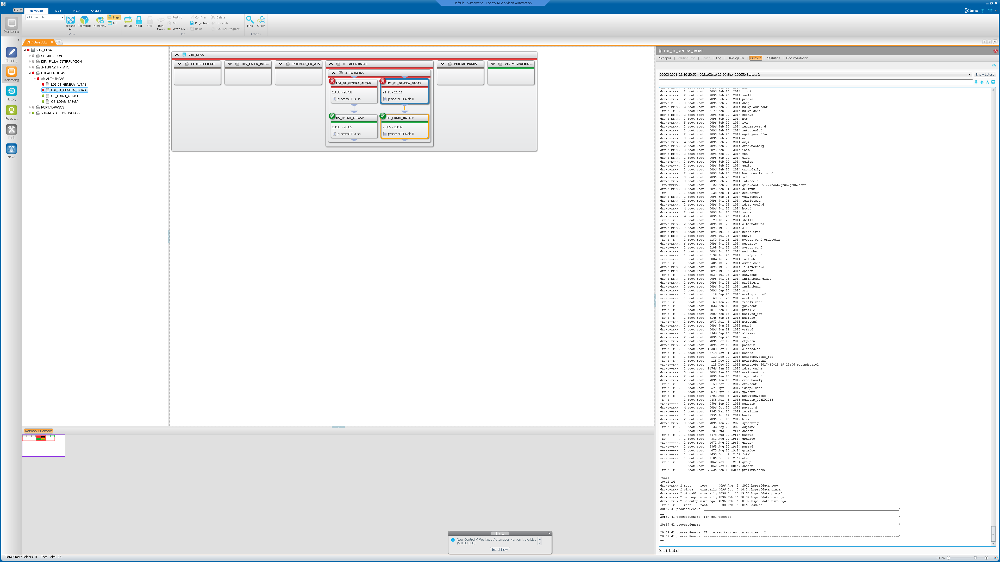 Default Environment - Control-M Workload Automation
File
Viewpoint
Tools
View
Analysis
bmc
?
Monitoring
All Active Jobs
Expand All
Rearrange
Hierarchy
Map
List
View
Rerun
Hold
Free
Run Now
Restart
Kill
Set to OK
Confirm
Projection
React
Delete
Undelete
External Programs
Job
Find
Order
Actions
All Active Jobs
Planning
Monitoring
History
Forecast
Tools
News
VTR_DESA
CC-DIRECCIONES
DEV_FALLA_INTERRUPCION
INTERFAZ_HR_ATS
LDI-ALTA-BAJAS
ALTA-BAJAS
LDI_01_GENERA_ALTAS
LDI_01_GENERA_BAJAS
OS_LDIAB_ALTASP
OS_LDIAB_BAJASP
PORTAL-PAGOS
VTR-MIGRACION-TIVO-APP
VTR_DESA
CC-DIRECCIONES
DEV_FALLA_INTE...
INTERFAZ_HR_ATS
LDI-ALTA-BAJAS
PORTAL-PAGOS
VTR-MIGRACION-...
ALTA-BAJAS
LDI_01_GENERA_ALTAS
20:38 - 20:38
procesoETL.sh
LDI_01_GENERA_BAJAS
21:11 - 21:11
procesoETL.sh B
OS_LDIAB_ALTASP
20:05 - 20:05
procesoETLA.sh
OS_LDIAB_BAJASP
20:09 - 20:09
procesoETLA.sh B
Network Overview
1 / 1
New Control-M Workload Automation version is available
(9.0.00.300)
Install Now
Total Smart Folders: 0 Total Jobs: 26
LDI_01_GENERA_BAJAS
Synopsis | Waiting Info | Script | Log | Belongs To | Output | Statistics | Documentation
00003 2021/02/16 20:59 - 2021/02/16 20:59 Size: 200656 Status: 2
Show Latest
drwxr-xr-x. 2 root root 4096 Feb 20 2014 libvirt
drwxr-xr-x. 2 root root 4096 Feb 20 2014 sasl2
drwxr-xr-x. 2 root root 4096 Feb 20 2014 pcmcia
drwxr-x---. 3 root root 4096 Feb 20 2014 dhcp
drwxr-xr-x. 4 root root 4096 Feb 20 2014 kdump-adv-conf
-rw-r--r--. 1 root root 6177 Feb 20 2014 kdump.conf
drwxr-xr-x. 2 root root 4096 Feb 20 2014 cron.d
drwxr-xr-x. 3 root root 4096 Feb 20 2014 ntp
drwxr-xr-x. 5 root root 4096 Feb 20 2014 lvm
drwxr-xr-x. 2 root root 4096 Feb 20 2014 request-key.d
drwxr-xr-x. 2 root root 4096 Feb 20 2014 setuptool.d
drwxr-xr-x. 2 root root 4096 Feb 20 2014 mgetty+sendfax
drwxr-xr-x. 3 root root 4096 Feb 20 2014 mc
drwxr-xr-x. 4 root root 4096 Feb 20 2014 acpi
drwxr-xr-x. 2 root root 4096 Feb 20 2014 cron.monthly
drwxr-xr-x. 2 root root 4096 Feb 20 2014 init
drwxr-xr-x. 2 root root 4096 Feb 20 2014 rpm
drwxr-xr-x. 2 root root 4096 Feb 20 2014 alsa
drwxr-x---. 3 root root 4096 Feb 20 2014 audisp
drwxr-x---. 2 root root 4096 Feb 20 2014 audit
drwxr-xr-x. 2 root root 4096 Feb 20 2014 cron.daily
drwxr-xr-x. 2 root root 4096 Feb 20 2014 bash_completion.d
drwxr-xr-x. 3 root root 4096 Feb 20 2014 scl
drwxr-xr-x. 3 root root 4096 Feb 20 2014 latrace.d
lrwxrwxrwx. 1 root root 22 Feb 20 2014 grub.conf -> ../boot/grub/grub.conf
drwxr-xr-x. 3 root root 4096 Feb 21 2014 selinux
-rw-------. 1 root root 128 Feb 21 2014 securetty
drwxr-xr-x. 2 root root 4096 Feb 21 2014 yum.repos.d
drwxr-xr-x 11 root root 4096 Jul 23 2014 template.d
drwxr-xr-x. 2 root root 4096 Jul 23 2014 ld.so.conf.d
drwxr-xr-x 4 root root 4096 Jul 23 2014 httpd
drwxr-xr-x. 2 root root 4096 Jul 23 2014 samba
drwxr-xr-x. 4 root root 4096 Jul 23 2014 skel
-rw-r--r--. 1 root root 70 Jul 23 2014 shells
drwxr-xr-x. 2 root root 4096 Jul 23 2014 alternatives
drwxr-xr-x. 7 root root 4096 Jul 23 2014 X11
drwxr-xr-x 2 root root 4096 Jul 23 2014 keepalived
drwxr-xr-x 2 root root 4096 Jul 23 2014 php.d
-rw-r--r-- 1 root root 1150 Jul 23 2014 sysctl.conf.orabackup
drwxr-xr-x. 6 root root 4096 Jul 23 2014 security
-rw-r--r-- 1 root root 3109 Jul 23 2014 sysctl.conf
drwxr-xr-x. 2 root root 4096 Jul 23 2014 modprobe.d
-rw-r--r-- 1 root root 6139 Jul 23 2014 libsdp.conf
-rw-r--r-- 1 root root 884 Jul 23 2014 inittab
-rw-r--r-- 1 root root 406 Jul 23 2014 oswbb.conf
drwxr-xr-x 2 root root 4096 Jul 23 2014 libibverbs.d
drwxr-xr-x 2 root root 4096 Jul 23 2014 opensm
-rw-r--r-- 1 root root 2637 Jul 23 2014 dat.conf
drwxr-xr-x 2 root root 4096 Jul 23 2014 infiniband-diags
drwxr-xr-x. 2 root root 4096 Jul 23 2014 profile.d
drwxr-xr-x 2 root root 4096 Jul 23 2014 infiniband
drwxr-xr-x. 2 root root 4096 Sep 23 2015 ssh
-rw-r--r-- 1 root root 19 Sep 23 2015 exalogic.conf
-rw-r--r-- 1 root root 60 Oct 20 2015 oraInst.loc
-rw-r--r-- 1 root root 63 Jan 27 2016 resolv.conf
-rw-r--r-- 1 root root 844 Feb 12 2016 yum.conf
-rw-r--r-- 1 root root 1811 Feb 12 2016 profile
-rw-r--r-- 1 root root 1909 Feb 16 2016 mail.rc_bkp
-rw-r--r-- 1 root root 2145 Feb 16 2016 mail.rc
-rw-r--r-- 1 root root 1953 Apr 5 2016 ntp.conf
drwxr-xr-x. 2 root root 4096 Jun 29 2016 pam.d
drwxr-xr-x 2 root root 4096 Jun 29 2016 vsftpd
-rw-r--r--. 1 root root 1544 Sep 28 2016 aliases
drwxr-xr-x 2 root root 4096 Sep 28 2016 snmp
drwxr-xr-x. 2 root root 4096 Oct 12 2016 cfg2html
drwxr-xr-x. 2 root root 4096 Oct 12 2016 postfix
-rw-r--r--. 1 root root 12288 Oct 12 2016 aliases.db
-rw-r--r--. 1 root root 2714 Nov 21 2016 bashrc
-rw-r--r-- 1 root root 130 Dec 20 2016 modprobe.conf_res
-rw-r--r-- 1 root root 128 Dec 20 2016 modprobe.conf
-rw-r--r-- 1 root root 128 Dec 20 2016 modeprobe_2017-10-28_19:21:46_pctlmdevelc1
-rw-r--r-- 1 root root 91746 Jan 16 2017 ld.so.cache
drwxr-xr-x 3 root root 4096 Jan 16 2017 ocsinventory
drwxr-xr-x. 2 root root 4096 Jan 16 2017 logrotate.d
drwxr-xr-x. 2 root root 4096 Jan 16 2017 cron.hourly
-rw-r--r-- 1 root root 150 Mar 2 2017 ctm.conf
-rw-r--r--. 1 root root 3571 Apr 3 2017 idmapd.conf
-rw-r--r-- 1 root root 672 Apr 3 2017 yp.conf
-rw-r--r-- 1 root root 1702 Apr 3 2017 nsswitch.conf
-r--r----- 1 root root 4455 Apr 3 2018 sudoers_27SEP2018
-r--r----- 1 root root 4506 Sep 27 2018 sudoers
drwxr-xr-x 4 root root 4096 Oct 10 2018 patrol.d
-rw-r--r-- 1 root root 9343 Mar 20 2019 localtime
-rw-r--r-- 1 root root 1355 Jul 19 2019 hosts
drwxr-xr-x. 2 root root 4096 Oct 15 2019 blkid
drwxr-xr-x. 9 root root 4096 Jan 27 2020 sysconfig
-rw-r--r--. 1 root root 44 May 23 2020 adjtime
----------. 1 root root 2786 Aug 20 19:14 shadow-
-rw-r--r--. 1 root root 2478 Aug 20 19:14 passwd-
-rw-------. 1 root root 882 Aug 20 19:14 gshadow-
-rw-------. 1 root root 1071 Aug 20 19:14 group-
-rw-r--r-- 1 root root 2368 Aug 20 19:14 passwd
---------- 1 root root 870 Aug 20 19:14 gshadow
-rw-r--r-- 1 root root 1438 Oct 9 12:52 fstab
-rw-r--r-- 1 root root 1185 Oct 9 12:52 mtab
-rw-r--r-- 1 root root 1062 Nov 9 12:31 group
---------- 1 root root 2852 Nov 12 08:57 shadow
-rw-r--r-- 1 root root 270525 Feb 16 03:44 prelink.cache
/tmp:
total 24
drwxr-xr-x 2 root root 4096 Aug 3 2020 hsperfdata_root
drwxr-xr-x 2 pinqa oinstallq 4096 Oct 7 18:14 hsperfdata_pinqa
drwxr-xr-x 2 pinqa01 oinstallq 4096 Oct 13 19:56 hsperfdata_pinqa01
drwxr-xr-x 2 usrinqa oinstallq 4096 Feb 16 20:32 hsperfdata_usrinqa
drwxr-xr-x 2 usroutqa usroutqa 4096 Feb 16 20:32 hsperfdata_usroutqa
-rw-r--r-- 1 root root 30 Feb 16 20:58 osw.hb
20:59:41 procesoGenera: ____________________\
__
20:59:41 procesoGenera: Fin del proceso \
20:59:41 procesoGenera: \
20:59:41 procesoGenera: El proceso termino con errores : 2
20:59:41 procesoGenera: ====================\
==
Data is loaded
100%